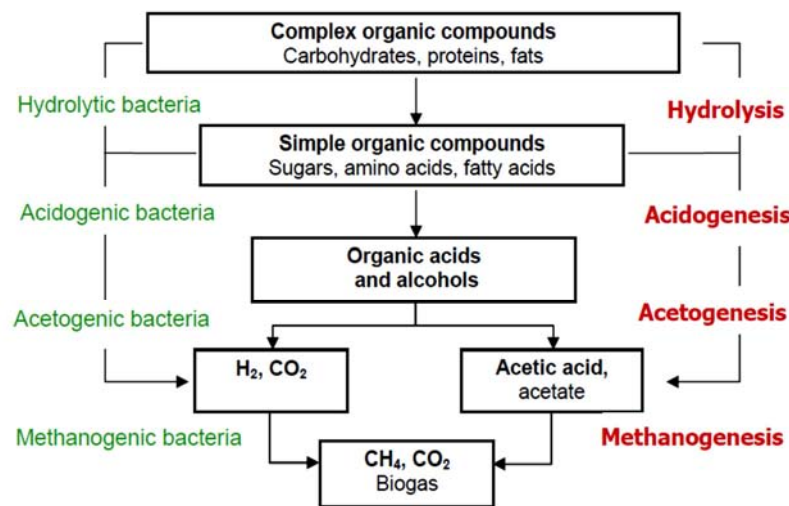 Complex organic compounds
Carbohydrates, proteins, fats
Hydrolytic bacteria
Hydrolysis
Simple organic compounds
Sugars, amino acids, fatty acids
Acidogenic bacteria
Acidogenesis
Organic acids
and alcohols
Acetogenic bacteria
Acetogenesis
H₂, CO₂
Acetic acid,
acetate
Methanogenic bacteria
Methanogenesis
CH₄, CO₂
Biogas